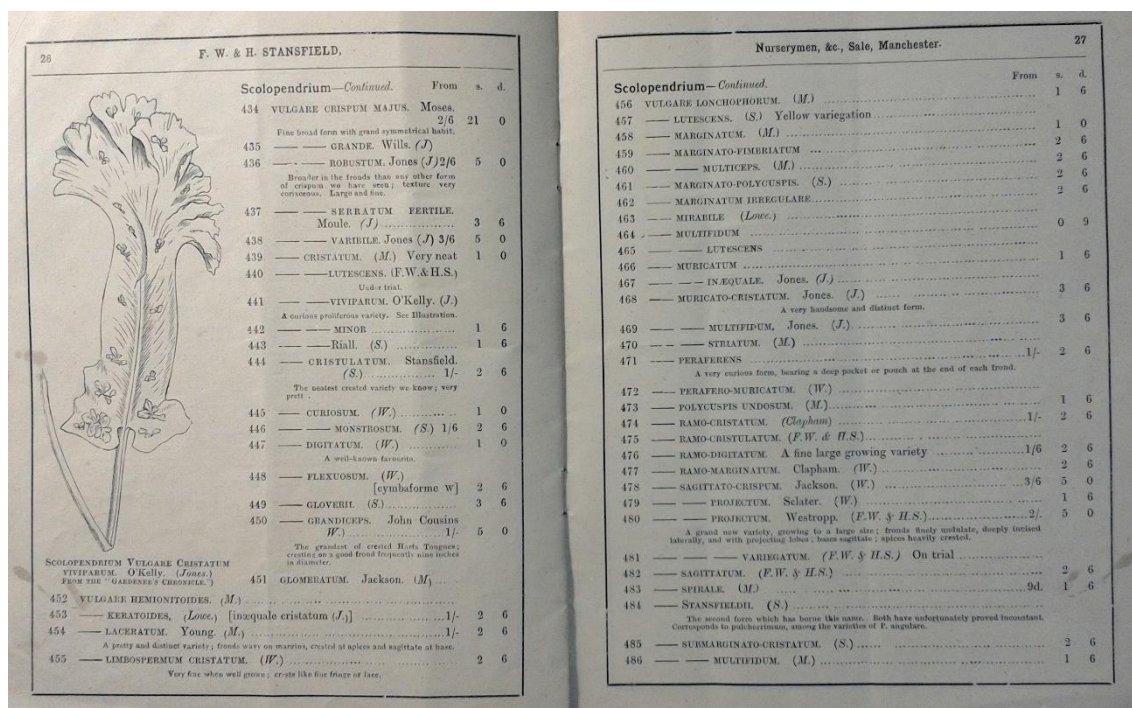 26
F. W. & H. STANSFIELD,
Scolopendrium—Continued. From s. d.
434 VULGARE CRISPUM MAJUS. Moses.
2/6 21 0
Fine broad form with grand symmetrical habit.
435 — — GRANDE. Wills. (J)
436 — — ROBUSTUM. Jones (J) 2/6 5 0
Broader in the fronds than any other form
of crispum we have seen; texture very
coriaceous. Large and fine.
437 — — SERRATUM FERTILE.
Moule. (J) .................. 3 6
438 — — VARIBILE. Jones (J) 3/6 5 0
439 — CRISTATUM. (M.) Very neat 1 0
440 — —LUTESCENS. (F.W.&H.S.)
Under trial.
441 — —VIVIPARUM. O'Kelly. (J.)
A curious proliferous variety. See Illustration.
442 — — MINOR .................. 1 6
443 — —Riall. (S.) .................. 1 6
444 — CRISTULATUM. Stansfield.
(S.) .................. 1/- 2 6
The neatest crested variety we know; very
prett .
445 — CURIOSUM. (W.) ............ 1 0
446 — — MONSTROSUM. (S.) 1/6 2 6
447 — DIGITATUM. (W.) ............ 1 0
A well-known favourite.
448 — FLEXUOSUM. (W.)
[cymbaforme W] 2 6
449 — GLOVERII. (S.) .................. 3 6
450 — GRANDICEPS. John Cousins
W.) .................. 1/- 5 0
The grandest of crested Harts Tongues;
cresting on a good frond frequently nine inches
in diameter.
451 GLOMERATUM. Jackson. (M) ....
SCOLOPENDRIUM VULGARE CRISTATUM
VIVIPARUM. O'Kelly. (Jones.)
FROM THE "GARDENER'S CHRONICLE.")
452 VULGARE HEMIONITOIDES. (M.) ..................
453 — KERATOIDES, (Lowe.) [inæquale cristatum (J.)] .................. 1/- 2 6
454 — LACERATUM. Young. (M.) .................. 1/- 2 6
A pretty and distinct variety; fronds wavy on margins, crested at apices and sagittate at base.
455 — LIMBOSPERMUM CRISTATUM. (W.) .................. 2 6
Very fine when well grown; crests like fine fringe or lace.
Nurserymen, &c., Sale, Manchester. 27
Scolopendrium—Continued. From s. d.
456 VULGARE LONCHOPHORUM. (M.) .................. 1 6
457 — LUTESCENS. (S.) Yellow variegation ..................
458 — MARGINATUM. (M.) .................. 1 0
459 — MARGINATO-FIMBRIATUM .................. 2 6
460 — — MULTICEPS. (M.) .................. 2 6
461 — MARGINATO-POLYCUSPIS. (S.) .................. 2 6
462 — MARGINATUM IRREGULARE .................. 2 6
463 — MIRABILE (Lowe.) ..................
464 — MULTIFIDUM .................. 0 9
465 — — LUTESCENS ..................
466 — MURICATUM .................. 1 6
467 — — INÆQUALE. Jones. (J.) ..................
468 — MURICATO-CRISTATUM. Jones. (J.) .................. 3 6
A very handsome and distinct form.
469 — — MULTIFIDUM, Jones. (J.) .................. 3 6
470 — — STRIATUM. (M.) ..................
471 — PERAFERENS .................. 1/- 2 6
A very curious form, bearing a deep pocket or pouch at the end of each frond.
472 — PERAFERO-MURICATUM. (W.) ..................
473 — POLYCUSPIS UNDOSUM. (M.) .................. 1 6
474 — RAMO-CRISTATUM. (Clapham) .................. 1/- 2 6
475 — RAMO-CRISTULATUM. (F.W. & H.S.) ..................
476 — RAMO-DIGITATUM. A fine large growing variety .................. 1/6 2 6
477 — RAMO-MARGINATUM. Clapham. (W.) .................. 2 6
478 — SAGITTATO-CRISPUM. Jackson. (W.) .................. 3/6 5 0
479 — — PROJECTUM. Sclater. (W.) .................. 1 6
480 — — PROJECTUM. Westropp. (F.W. & H.S.) .................. 2/- 5 0
A grand new variety, growing to a large size; fronds finely undulate, deeply incised
laterally, and with projecting lobes; bases sagittate; apices heavily crested.
481 — — — VARIEGATUM. (F.W. & H.S.) On trial ..................
482 — SAGITTATUM. (F.W. & H.S.) .................. 2 6
483 — SPIRALE. (M.) .................. 9d. 1 6
484 — STANSFIELDII. (S.) ..................
The second form which has borne this name. Both have unfortunately proved inconstant.
Corresponds to pulcherrimum, among the varieties of P. angulare.
485 — SUBMARGINATO-CRISTATUM. (S.) .................. 2 6
486 — — MULTIFIDUM. (M.) .................. 1 6